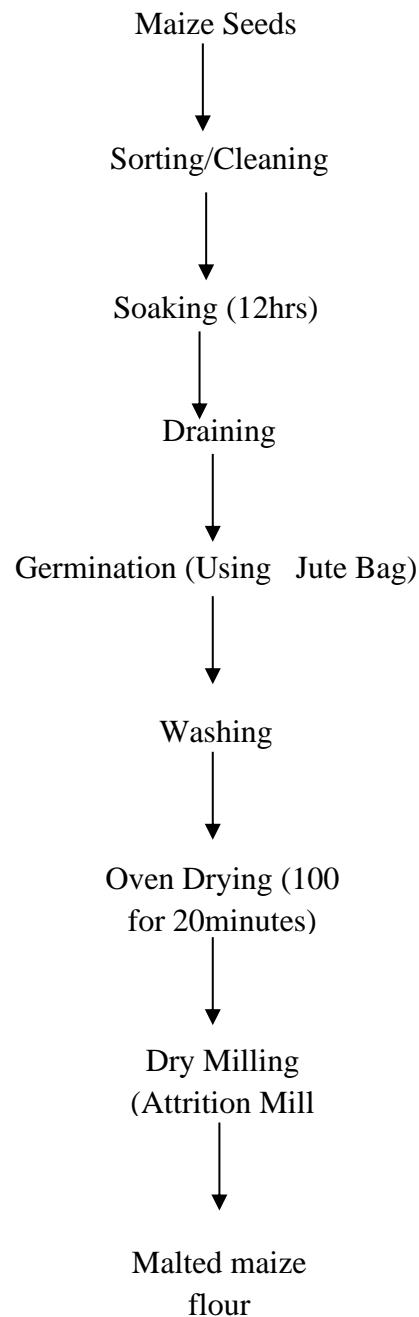 Maize Seeds
Sorting/Cleaning
Soaking (12hrs)
Draining
Germination (Using Jute Bag)
Washing
Oven Drying (100
for 20minutes)
Dry Milling
(Attrition Mill
Malted maize
flour